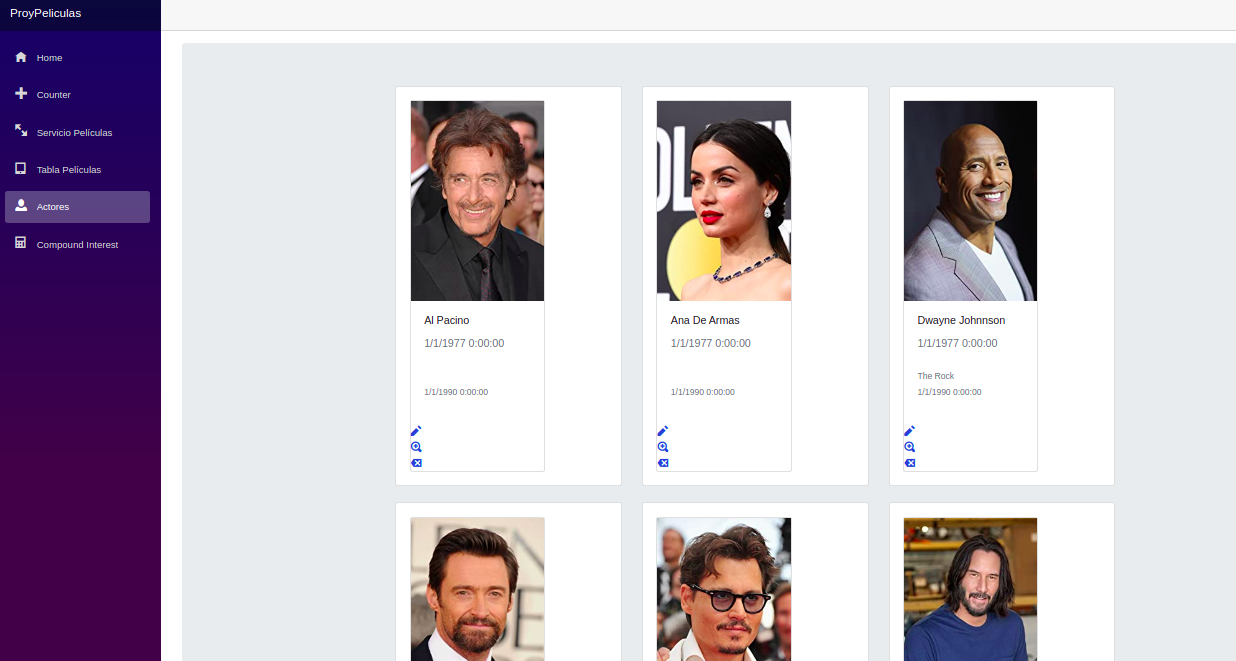 ProyPeliculas
Home
Counter
Servicio Películas
Tabla Películas
Actores
Compound Interest
Al Pacino
1/1/1977 0:00:00
1/1/1990 0:00:00
Ana De Armas
1/1/1977 0:00:00
1/1/1990 0:00:00
Dwayne Johnnson
1/1/1977 0:00:00
The Rock
1/1/1990 0:00:00